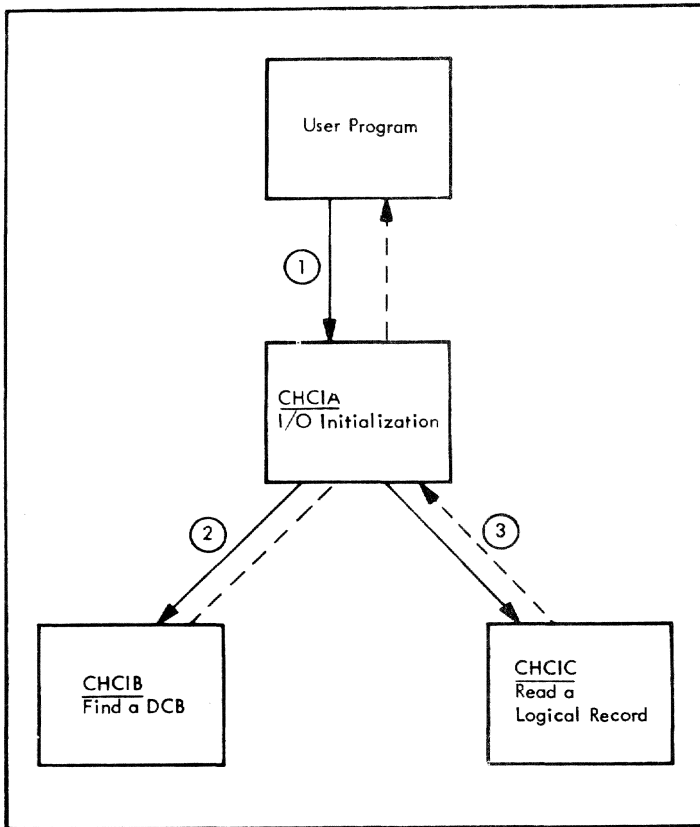 User Program
1
CHCIA
I/O Initialization
2
3
CHCIB
Find a DCB
CHCIC
Read a
Logical Record